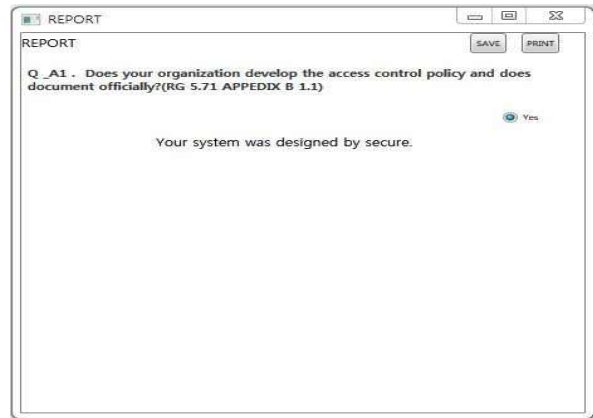 REPORT
REPORT
SAVE PRINT
Q_A1 . Does your organization develop the access control policy and does
document officially?(RG 5.71 APPEDIX B 1.1)
Yes
Your system was designed by secure.